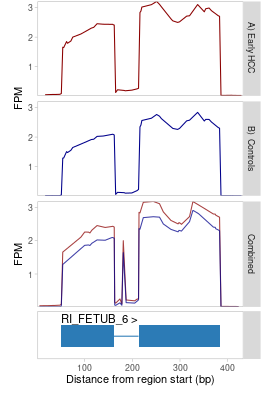 3
2
1
A) Early HCC
FPM
3
2
1
B): Controls
3
2
1
Combined
FPM
RI_FETUB_6 >
100 200 300 400
Distance from region start (bp)